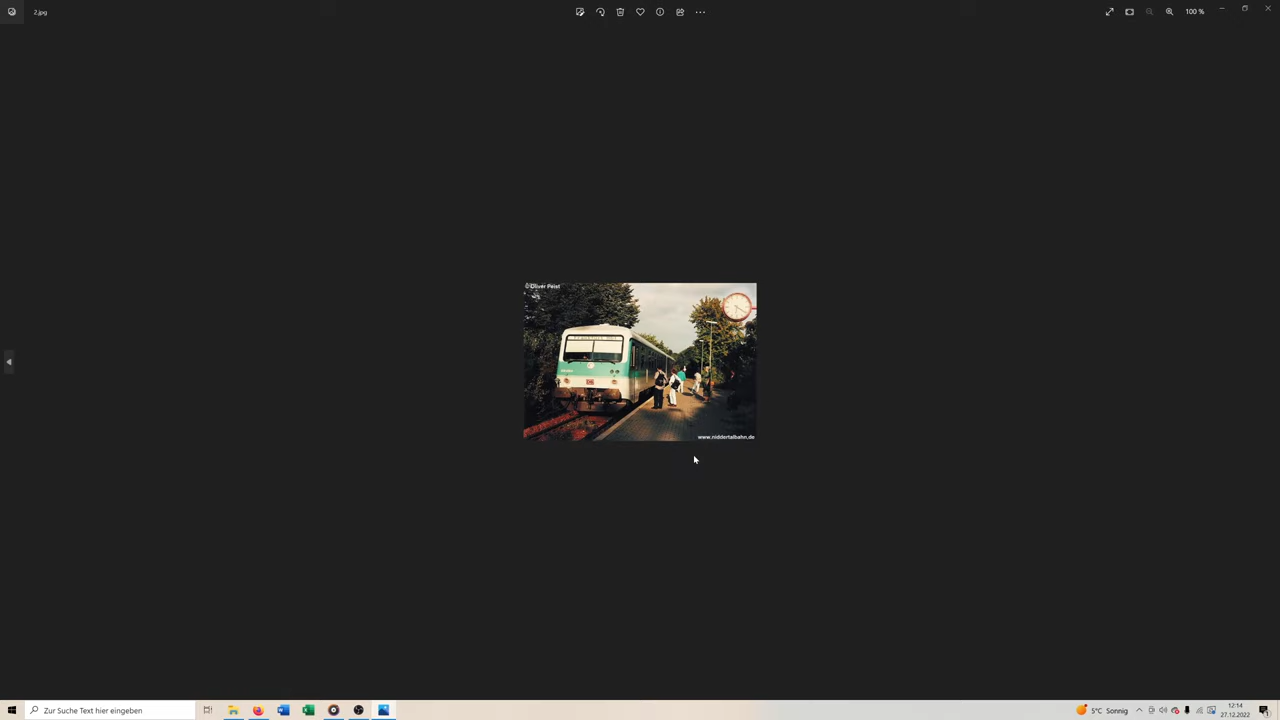 2.jpg
100 %
© Oliver Feist
www.niddertalbahn.de
Zur Suche Text hier eingeben
5°C Sonnig
12:14
27.12.2022